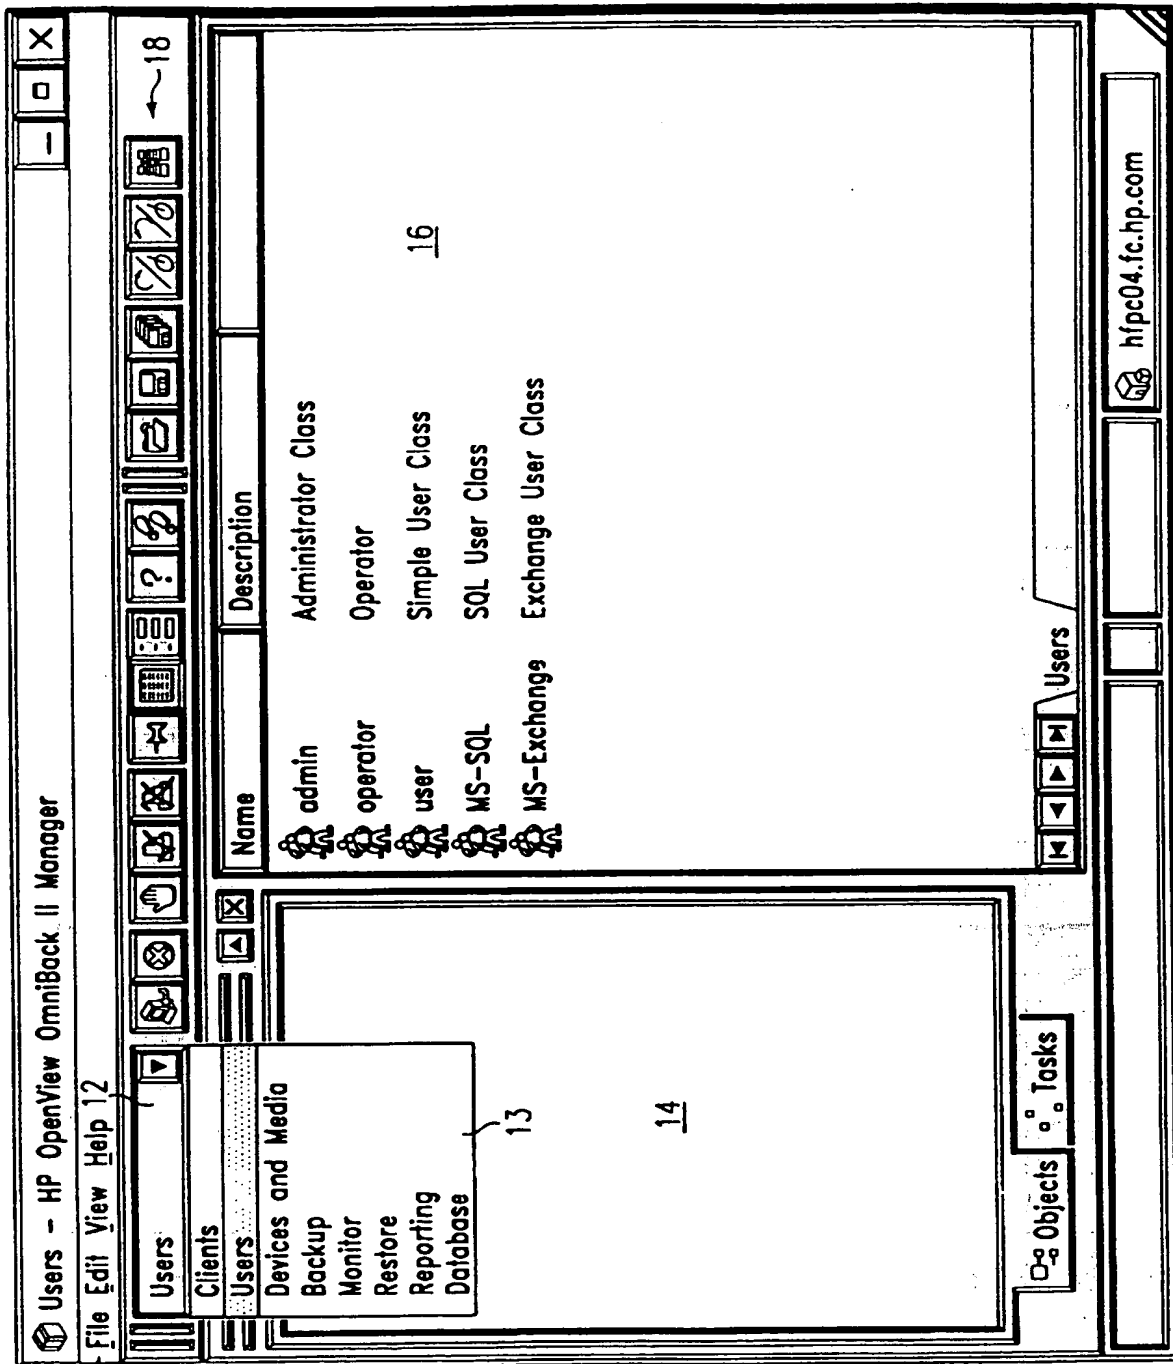 Users - HP OpenView OmniBack II Manager
File Edit View Help 12
Users
18
Clients
Users
Devices and Media
Backup
Monitor
Restore
Reporting
Database
13
14
Name Description
admin Administrator Class
operator Operator
user Simple User Class
MS-SQL SQL User Class
MS-Exchange Exchange User Class
16
Objects Tasks
Users
hfpc04.fc.hp.com